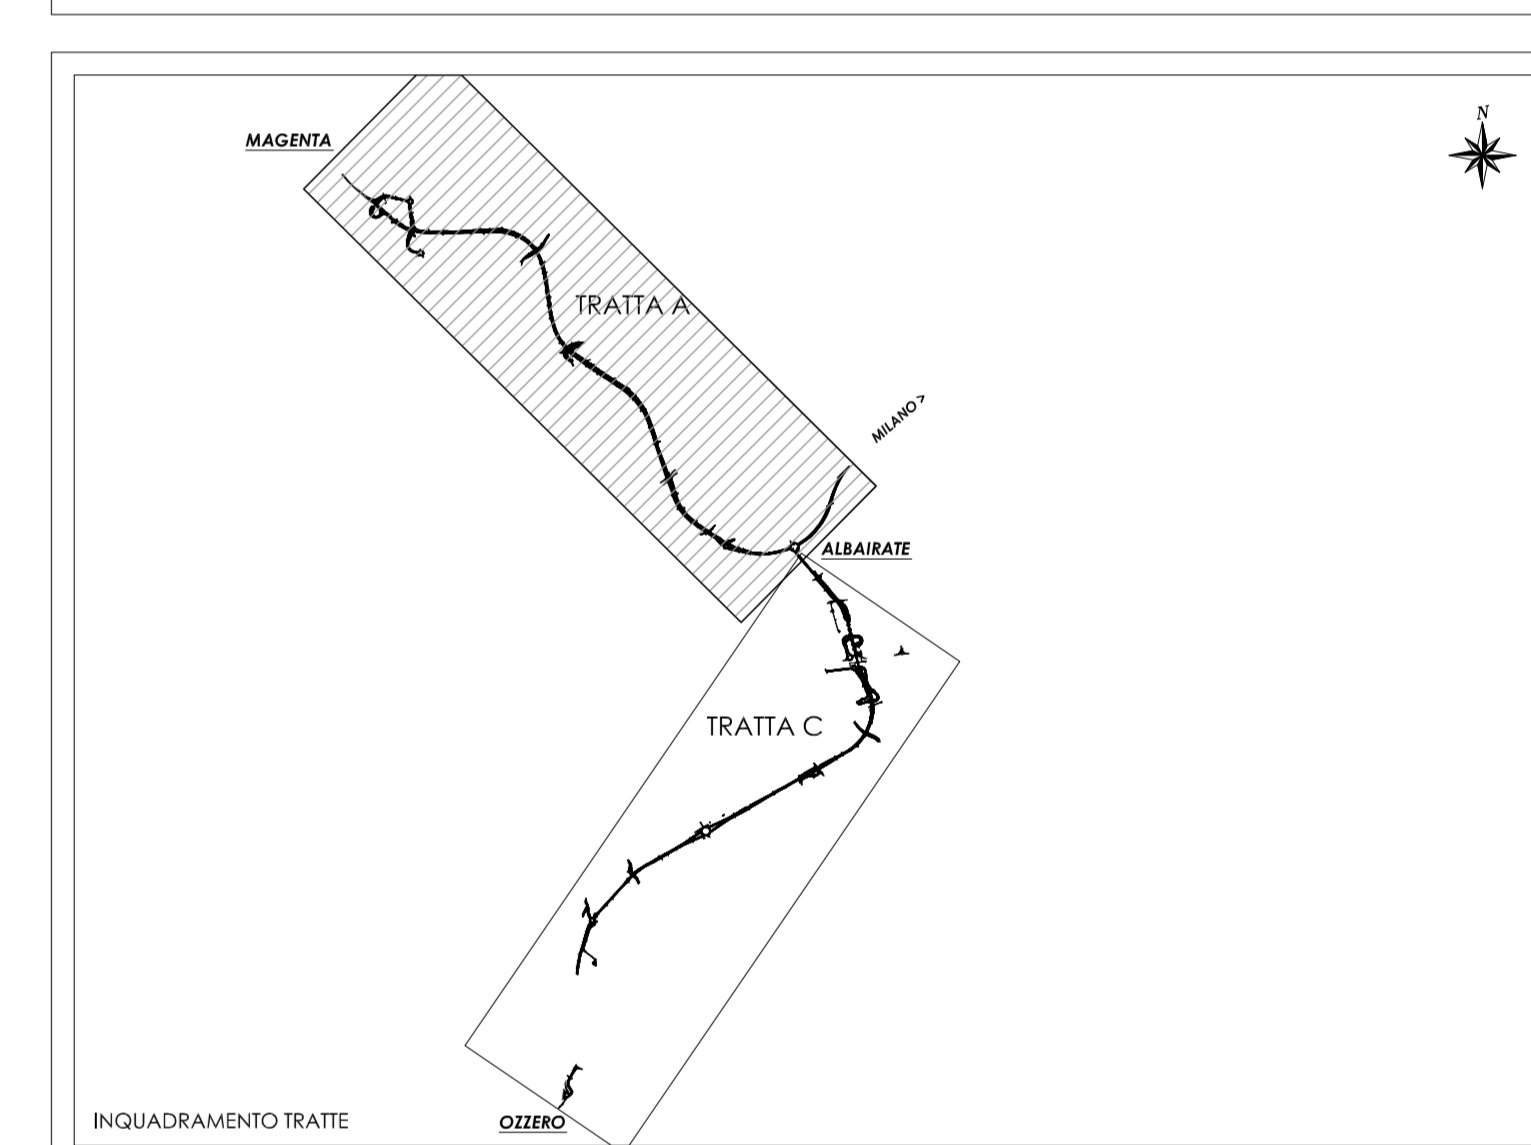 N
MAGENTA
TRATTA A
MILANO >
ALBAIRATE
TRATTA C
INQUADRAMENTO TRATTE
OZZERO